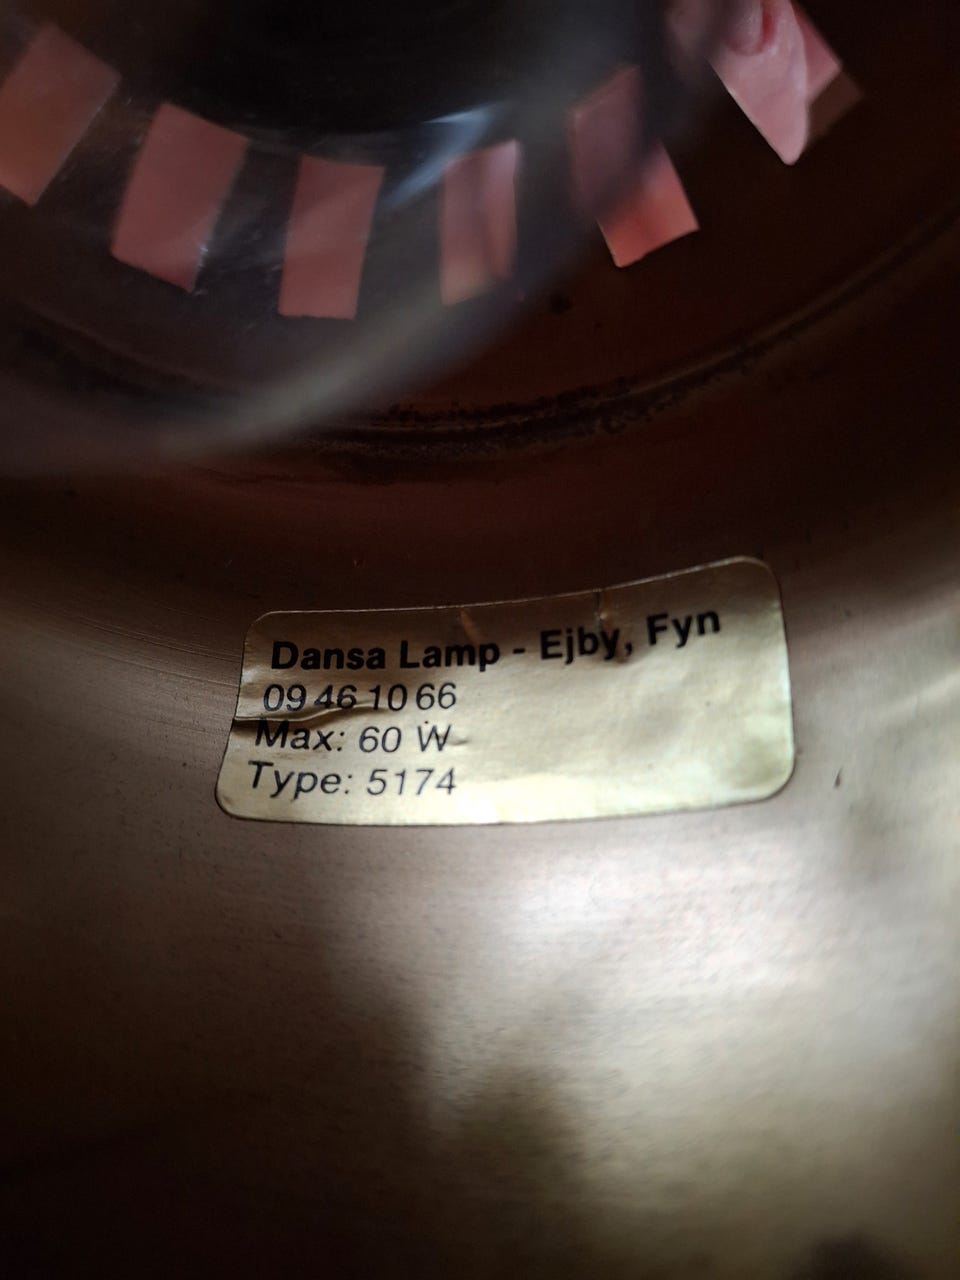 Dansa Lamp - Ejby, Fyn
09 46 10 66
Max: 60 W
Type: 5174